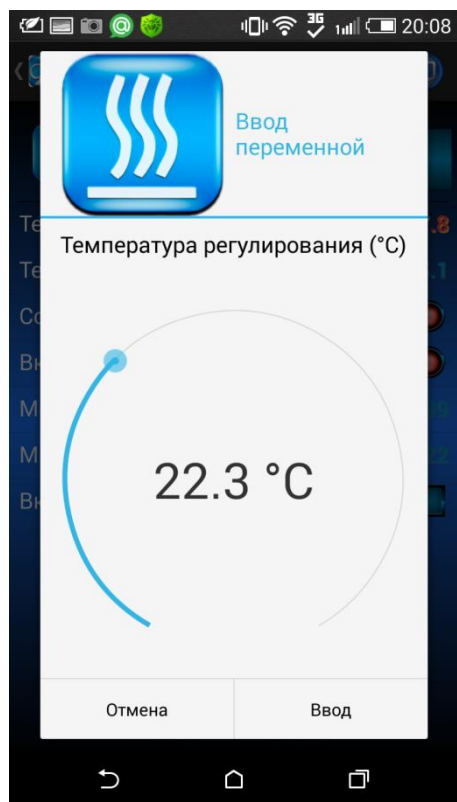 3G
20:08
Ввод
переменной
Температура регулирования (°C)
22.3 °C
Отмена
Ввод